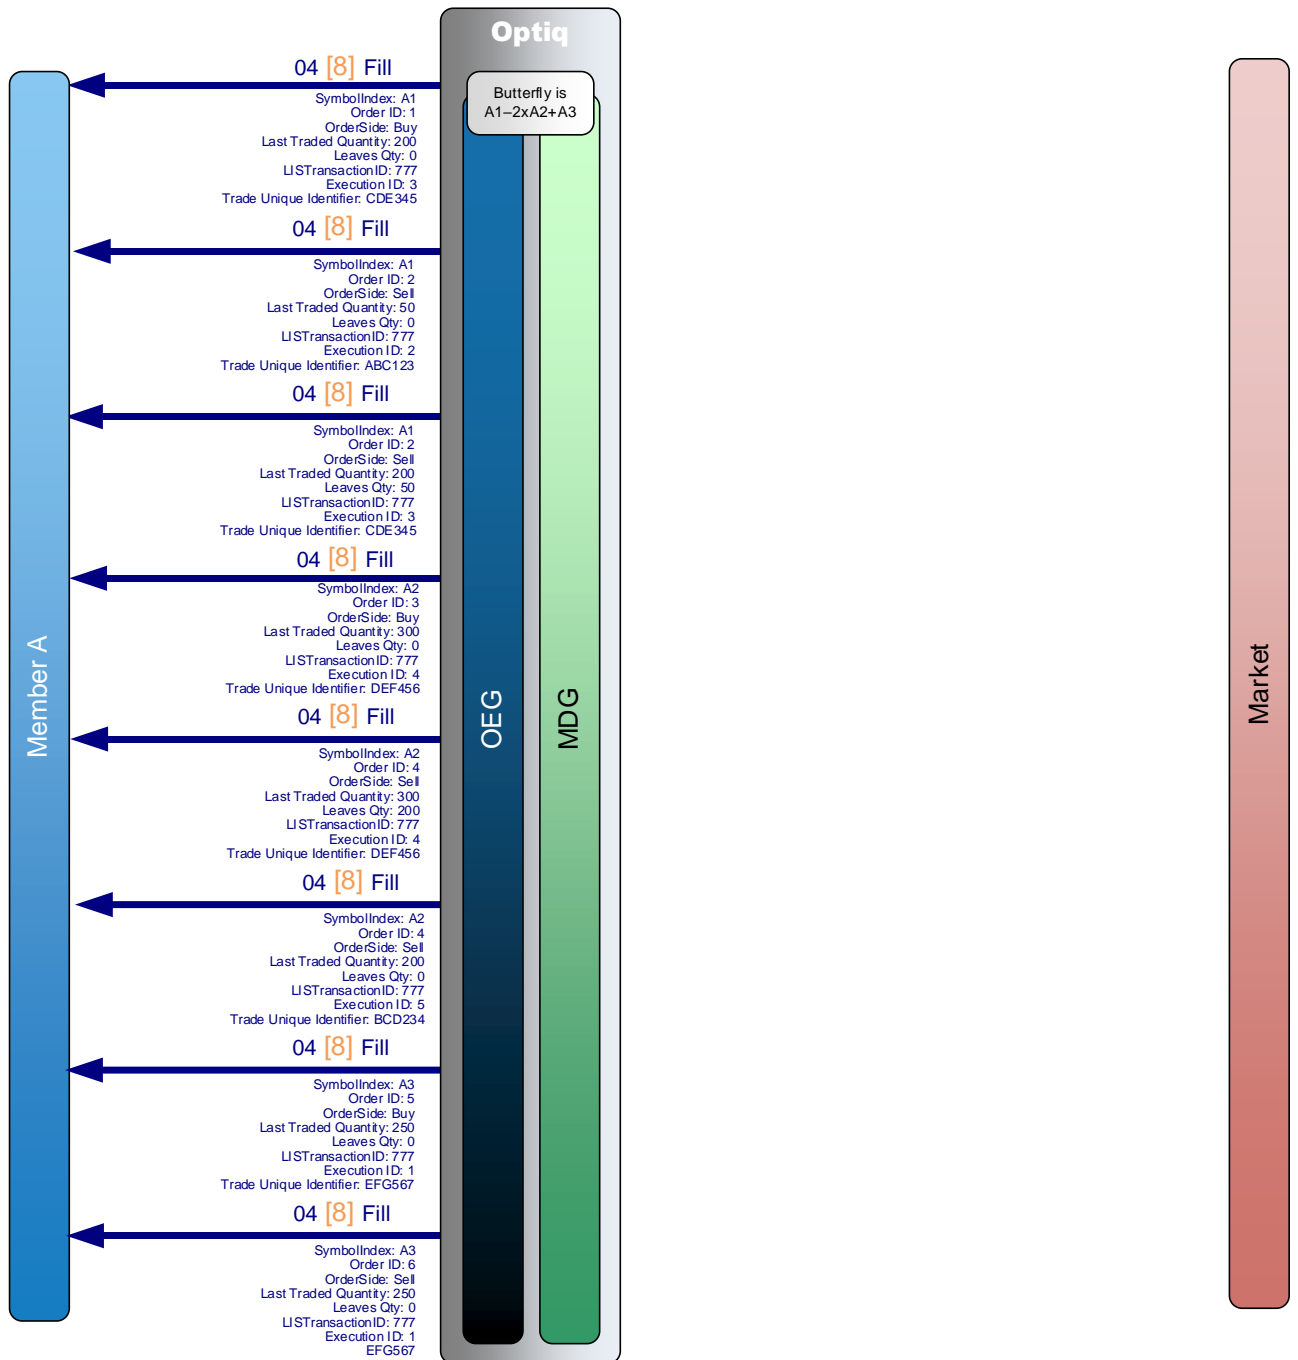 Optiq
Butterfly is
A1–2xA2+A3
04 [8] Fill
SymbolIndex: A1
Order ID: 1
OrderSide: Buy
Last Traded Quantity: 200
Leaves Qty: 0
LISTransactionID: 777
Execution ID: 3
Trade Unique Identifier: CDE345
04 [8] Fill
SymbolIndex: A1
Order ID: 2
OrderSide: Sell
Last Traded Quantity: 50
Leaves Qty: 0
LISTransactionID: 777
Execution ID: 2
Trade Unique Identifier: ABC123
04 [8] Fill
SymbolIndex: A1
Order ID: 2
OrderSide: Sell
Last Traded Quantity: 200
Leaves Qty: 50
LISTransactionID: 777
Execution ID: 3
Trade Unique Identifier: CDE345
04 [8] Fill
SymbolIndex: A2
Order ID: 3
OrderSide: Buy
Last Traded Quantity: 300
Leaves Qty: 0
LISTransactionID: 777
Execution ID: 4
Trade Unique Identifier: DEF456
04 [8] Fill
SymbolIndex: A2
Order ID: 4
OrderSide: Sell
Last Traded Quantity: 300
Leaves Qty: 200
LISTransactionID: 777
Execution ID: 4
Trade Unique Identifier: DEF456
04 [8] Fill
SymbolIndex: A2
Order ID: 4
OrderSide: Sell
Last Traded Quantity: 200
Leaves Qty: 0
LISTransactionID: 777
Execution ID: 5
Trade Unique Identifier: BCD234
04 [8] Fill
SymbolIndex: A3
Order ID: 5
OrderSide: Buy
Last Traded Quantity: 250
Leaves Qty: 0
LISTransactionID: 777
Execution ID: 1
Trade Unique Identifier: EFG567
04 [8] Fill
SymbolIndex: A3
Order ID: 6
OrderSide: Sell
Last Traded Quantity: 250
Leaves Qty: 0
LISTransactionID: 777
Execution ID: 1
EFG567
Member A
OEG
MDG
Market